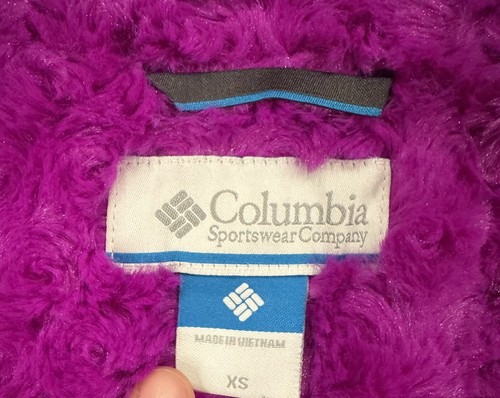 Columbia
Sportswear Company
MADE IN VIETNAM
XS